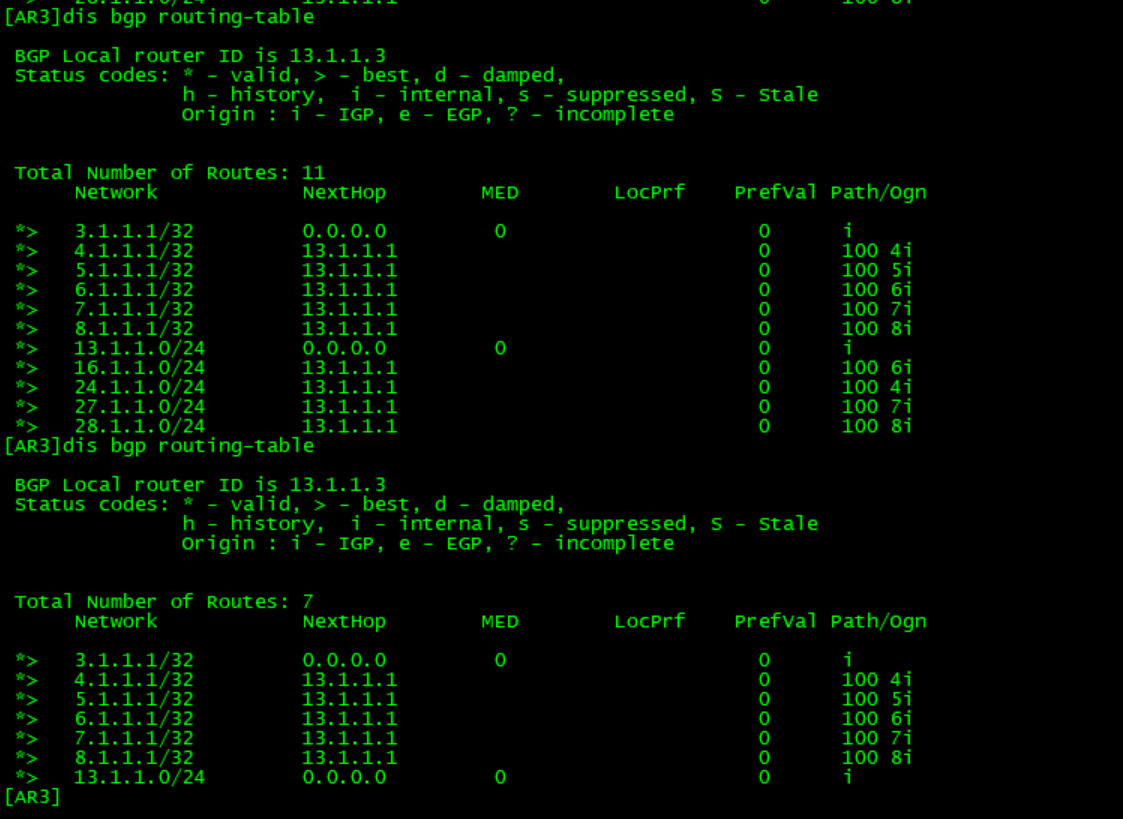 [AR3]dis bgp routing-table
BGP Local router ID is 13.1.1.3
Status codes: * - valid, > - best, d - damped,
h - history,  i - internal, s - suppressed, S - Stale
Origin : i - IGP, e - EGP, ? - incomplete
Total Number of Routes: 11
Network NextHop MED LocPrf PrefVal Path/Ogn
*> 3.1.1.1/32 0.0.0.0 0 0 i
*> 4.1.1.1/32 13.1.1.1 0 100 4i
*> 5.1.1.1/32 13.1.1.1 0 100 5i
*> 6.1.1.1/32 13.1.1.1 0 100 6i
*> 7.1.1.1/32 13.1.1.1 0 100 7i
*> 8.1.1.1/32 13.1.1.1 0 100 8i
*> 13.1.1.0/24 0.0.0.0 0 0 i
*> 16.1.1.0/24 13.1.1.1 0 100 6i
*> 24.1.1.0/24 13.1.1.1 0 100 4i
*> 27.1.1.0/24 13.1.1.1 0 100 7i
*> 28.1.1.0/24 13.1.1.1 0 100 8i
[AR3]dis bgp routing-table
BGP Local router ID is 13.1.1.3
Status codes: * - valid, > - best, d - damped,
h - history,  i - internal, s - suppressed, S - Stale
Origin : i - IGP, e - EGP, ? - incomplete
Total Number of Routes: 7
Network NextHop MED LocPrf PrefVal Path/Ogn
*> 3.1.1.1/32 0.0.0.0 0 0 i
*> 4.1.1.1/32 13.1.1.1 0 100 4i
*> 5.1.1.1/32 13.1.1.1 0 100 5i
*> 6.1.1.1/32 13.1.1.1 0 100 6i
*> 7.1.1.1/32 13.1.1.1 0 100 7i
*> 8.1.1.1/32 13.1.1.1 0 100 8i
*> 13.1.1.0/24 0.0.0.0 0 0 i
[AR3]